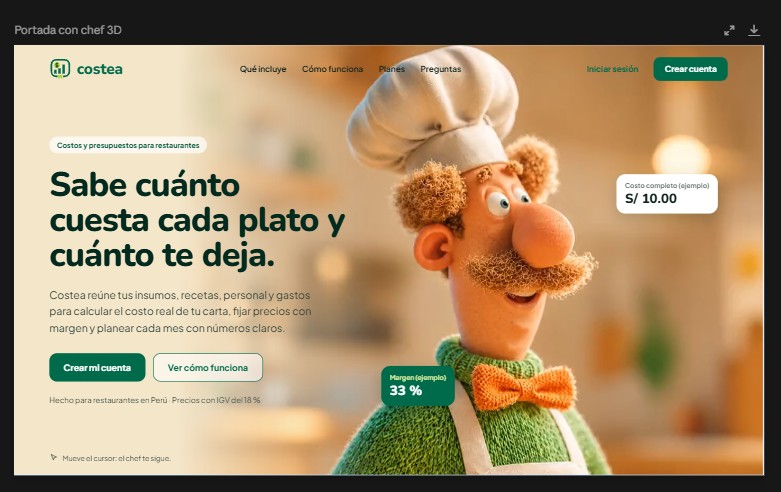 Portada con chef 3D
costea
Qué incluye Cómo funciona Planes Preguntas
Iniciar sesión Crear cuenta
Costos y presupuestos para restaurantes
Sabe cuánto
cuesta cada plato y
cuánto te deja.
Costea reúne tus insumos, recetas, personal y gastos
para calcular el costo real de tu carta, fijar precios con
margen y planear cada mes con números claros.
Crear mi cuenta Ver cómo funciona
Hecho para restaurantes en Perú · Precios con IGV del 18 %
Mueve el cursor: el chef te sigue.
Costo completo (ejemplo)
S/ 10.00
Margen (ejemplo)
33 %